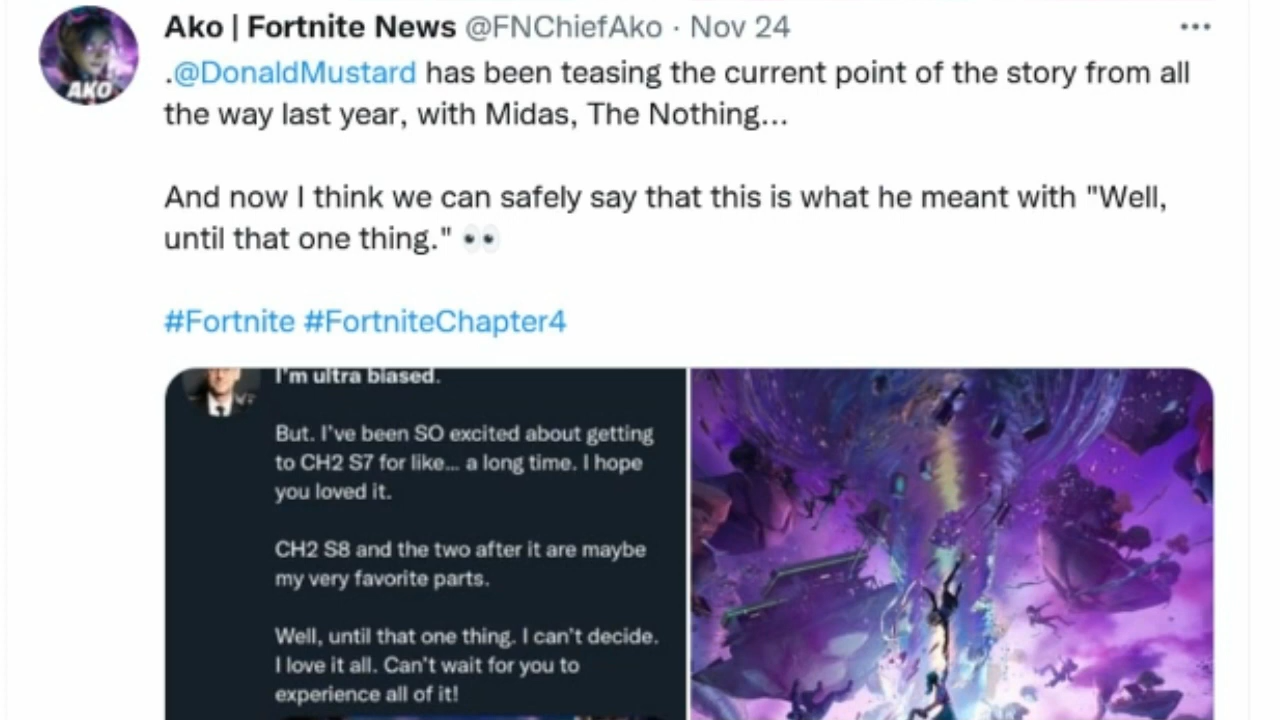 Ako | Fortnite News @FNChiefAko · Nov 24
.@DonaldMustard has been teasing the current point of the story from all
the way last year, with Midas, The Nothing...
And now I think we can safely say that this is what he meant with "Well,
until that one thing." 👀
#Fortnite #FortniteChapter4
AKO
I'm ultra biased.
But. I've been SO excited about getting
to CH2 S7 for like... a long time. I hope
you loved it.
CH2 S8 and the two after it are maybe
my very favorite parts.
Well, until that one thing. I can't decide.
I love it all. Can't wait for you to
experience all of it!